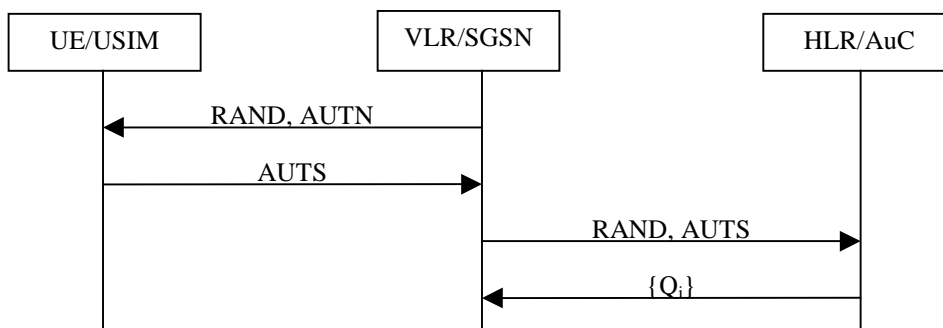 UE/USIM
VLR/SGSN
HLR/AuC
RAND, AUTN
AUTS
RAND, AUTS
{Qi}